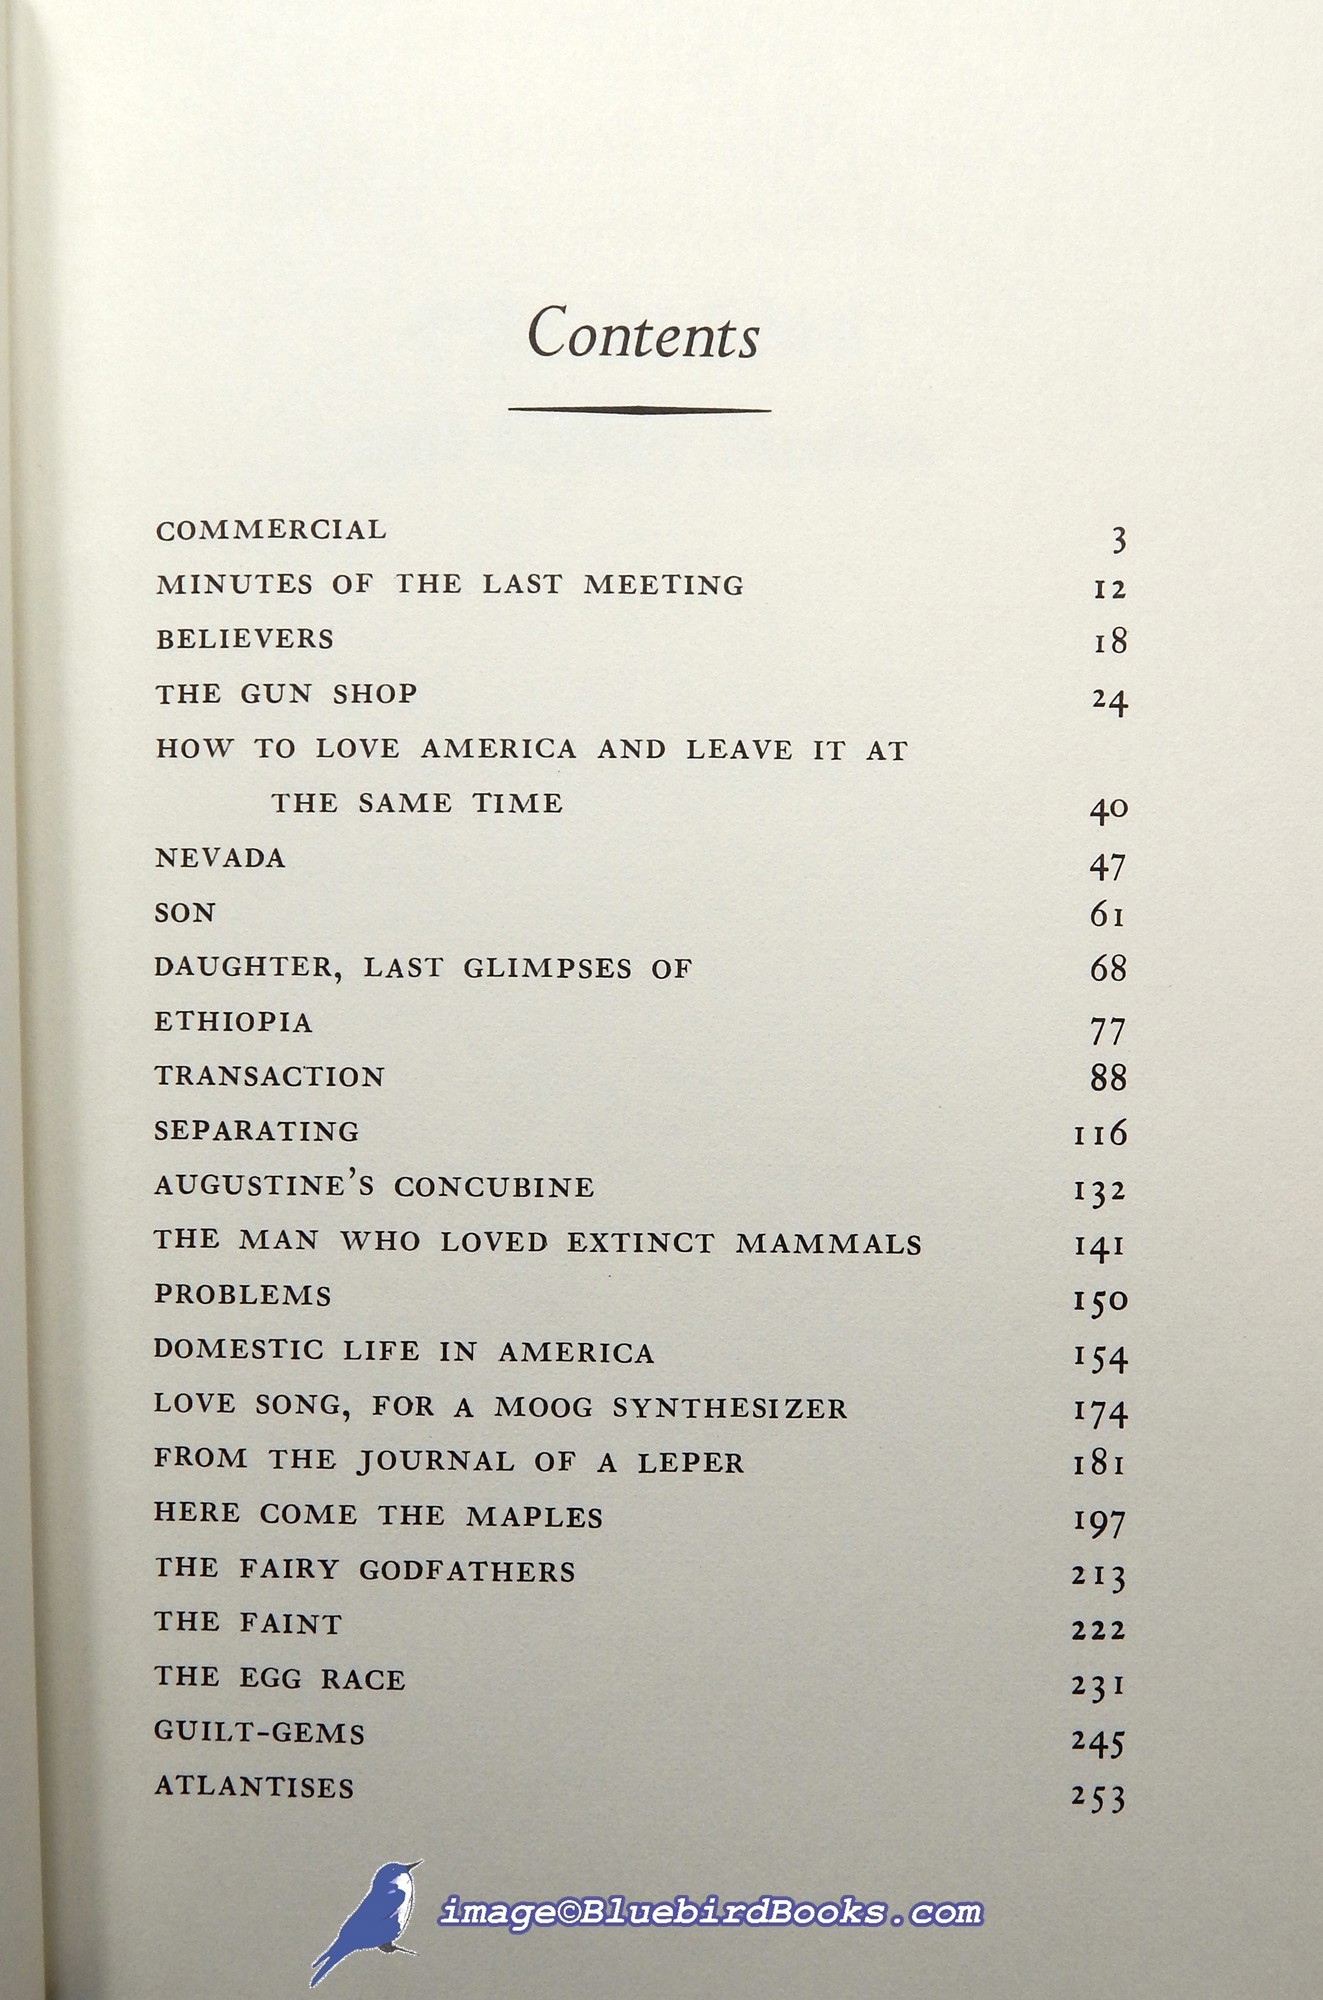 Contents
COMMERCIAL 3
MINUTES OF THE LAST MEETING 12
BELIEVERS 18
THE GUN SHOP 24
HOW TO LOVE AMERICA AND LEAVE IT AT
THE SAME TIME 40
NEVADA 47
SON 61
DAUGHTER, LAST GLIMPSES OF 68
ETHIOPIA 77
TRANSACTION 88
SEPARATING 116
AUGUSTINE'S CONCUBINE 132
THE MAN WHO LOVED EXTINCT MAMMALS 141
PROBLEMS 150
DOMESTIC LIFE IN AMERICA 154
LOVE SONG, FOR A MOOG SYNTHESIZER 174
FROM THE JOURNAL OF A LEPER 181
HERE COME THE MAPLES 197
THE FAIRY GODFATHERS 213
THE FAINT 222
THE EGG RACE 231
GUILT-GEMS 245
ATLANTISES 253
image©BluebirdBooks.com